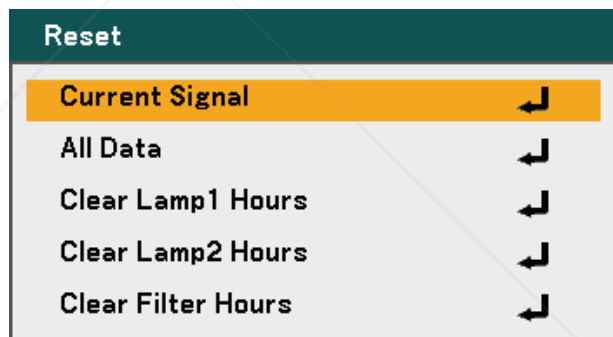 Reset
Current Signal
All Data
Clear Lamp1 Hours
Clear Lamp2 Hours
Clear Filter Hours